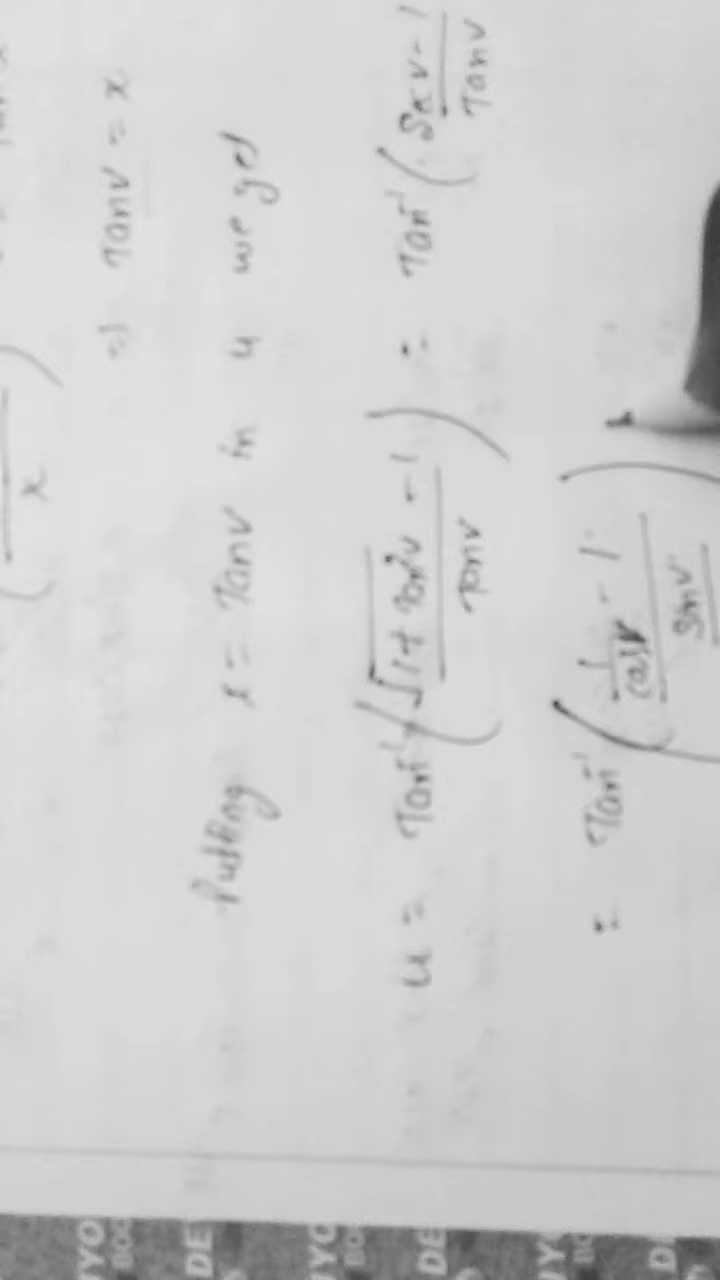 x
=) Tanv = x
Putting x = Tanv in u we get
u = Tan⁻¹(√(1+Tan²v) - 1 / Tanv) = Tan⁻¹(Secv - 1 / Tanv
= Tan⁻¹(1/cosv - 1 / Sinv)